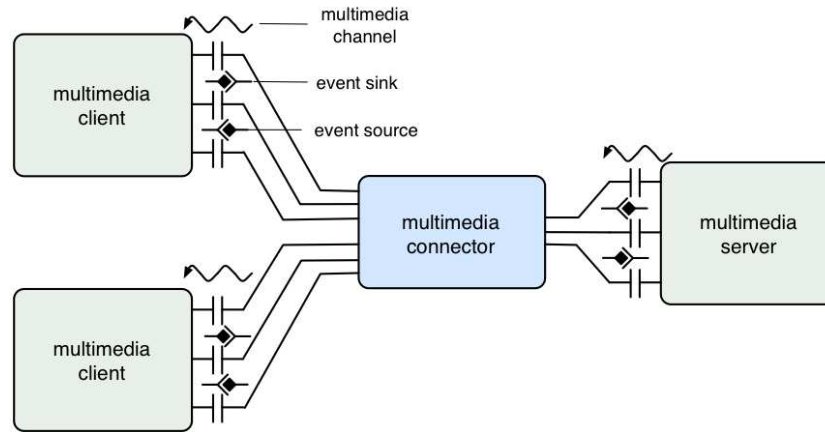 multimedia
channel
event sink
event source
multimedia
client
multimedia
connector
multimedia
server
multimedia
client